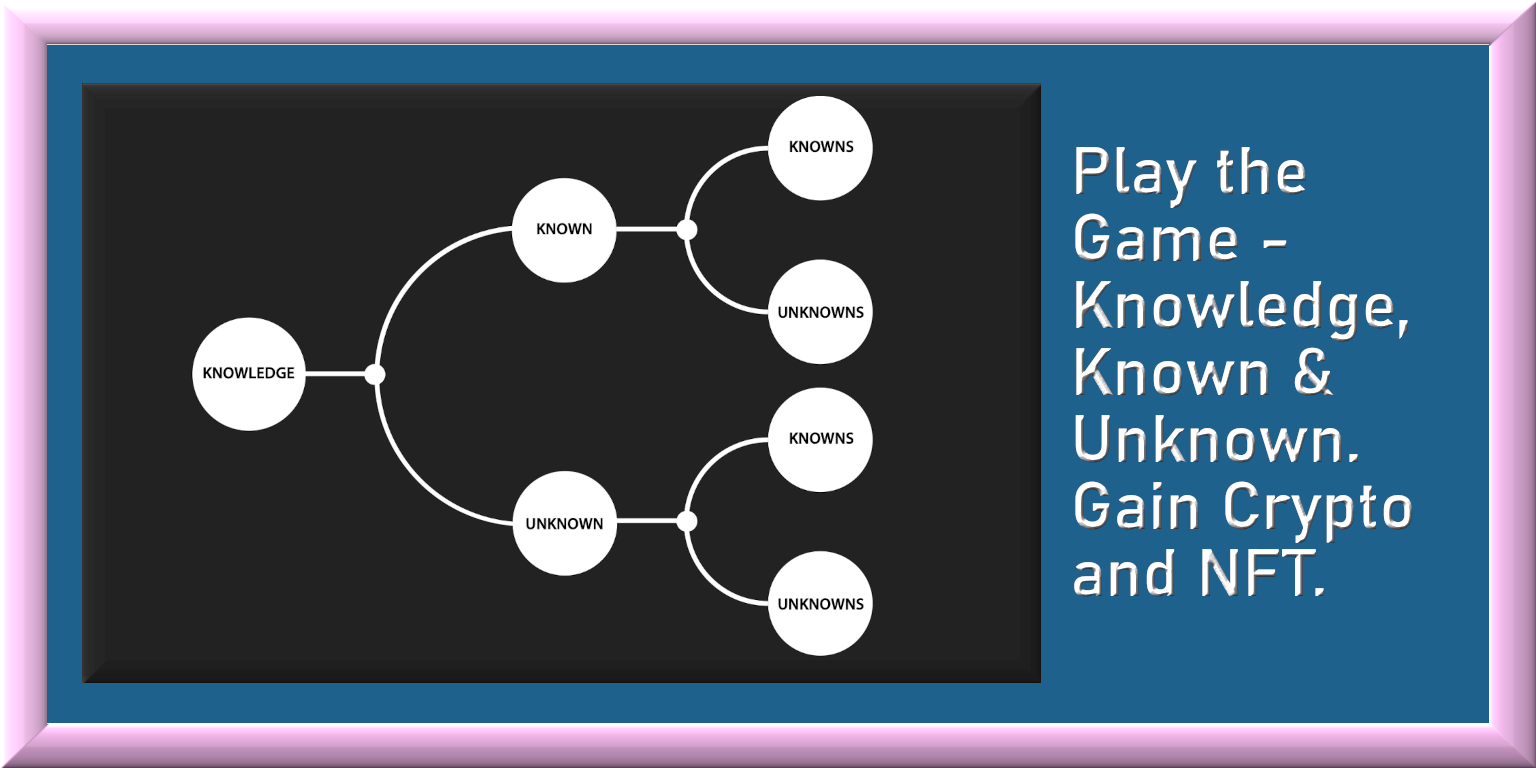 KNOWLEDGE
KNOWN
KNOWNS
UNKNOWNS
UNKNOWN
KNOWNS
UNKNOWNS
Play the
Game -
Knowledge,
Known &
Unknown.
Gain Crypto
and NFT.